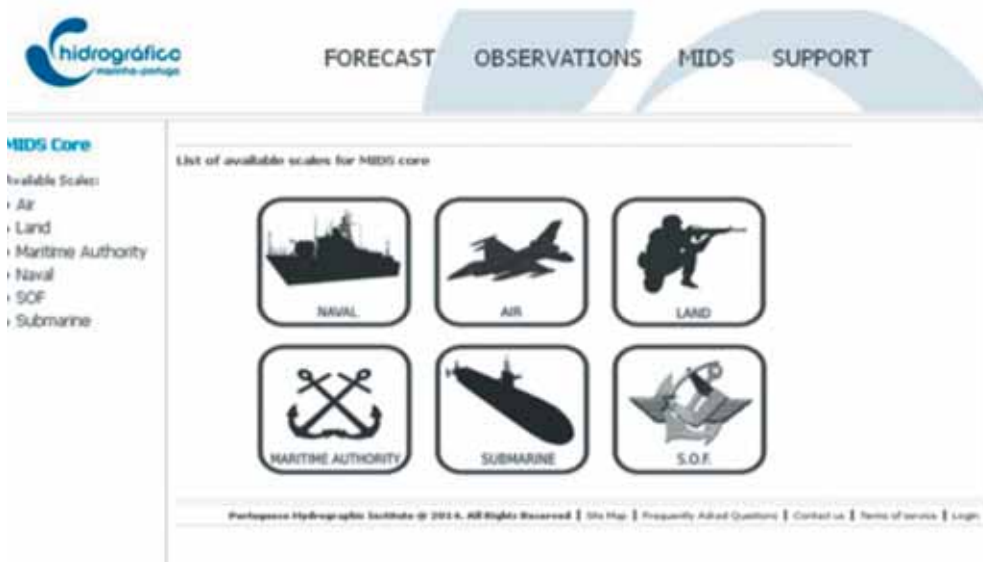 hidrográfico
marinha-portugal
FORECAST OBSERVATIONS MIDS SUPPORT
MIDS Core
Available Scales:
Air
Land
Maritime Authority
Naval
SOF
Submarine
List of available scales for MIDS core
NAVAL
AIR
LAND
MARITIME AUTHORITY
SUBMARINE
S.O.F.
Portuguese Hydrographic Institute @ 2014. All Rights Reserved | Site Map | Frequently Asked Questions | Contact us | Terms of service | Login